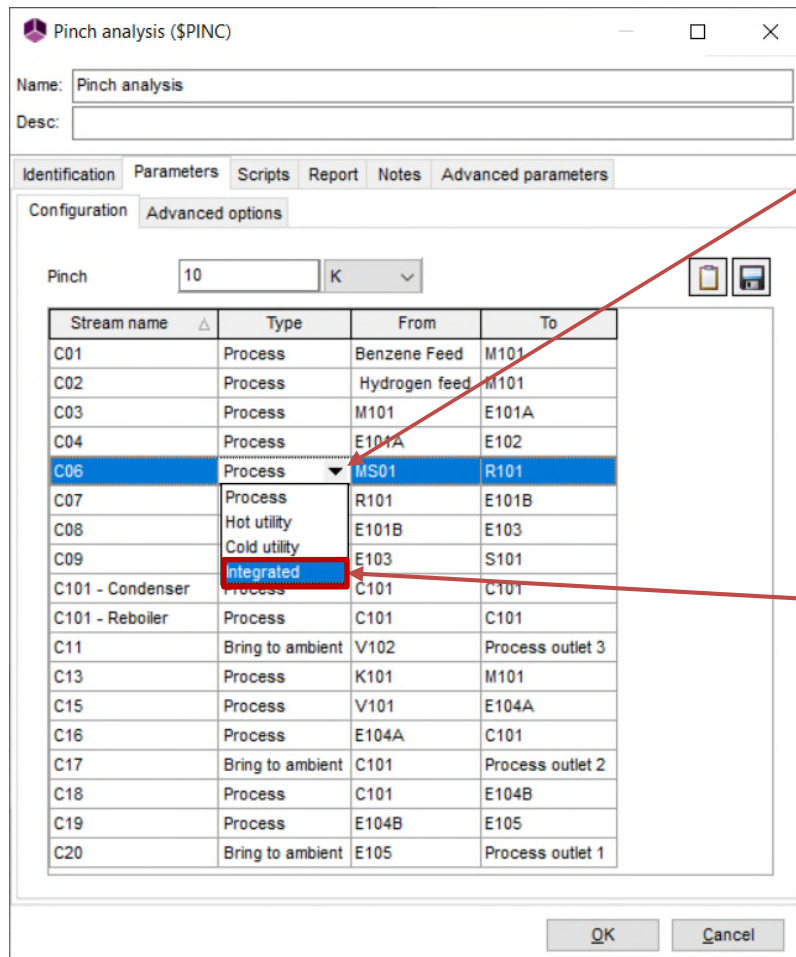 Pinch analysis ($PINC)
Name: Pinch analysis
Desc:
Identification Parameters Scripts Report Notes Advanced parameters
Configuration Advanced options
Pinch 10 K
Stream name Type From To
C01 Process Benzene Feed M101
C02 Process Hydrogen feed M101
C03 Process M101 E101A
C04 Process E101A E102
C06 Process MS01 R101
C07 Process R101 E101B
C08 Hot utility E101B E103
C09 Cold utility E103 S101
Integrated
C101 - Condenser Process C101 C101
C101 - Reboiler Process C101 C101
C11 Bring to ambient V102 Process outlet 3
C13 Process K101 M101
C15 Process V101 E104A
C16 Process E104A C101
C17 Bring to ambient C101 Process outlet 2
C18 Process C101 E104B
C19 Process E104B E105
C20 Bring to ambient E105 Process outlet 1
OK Cancel